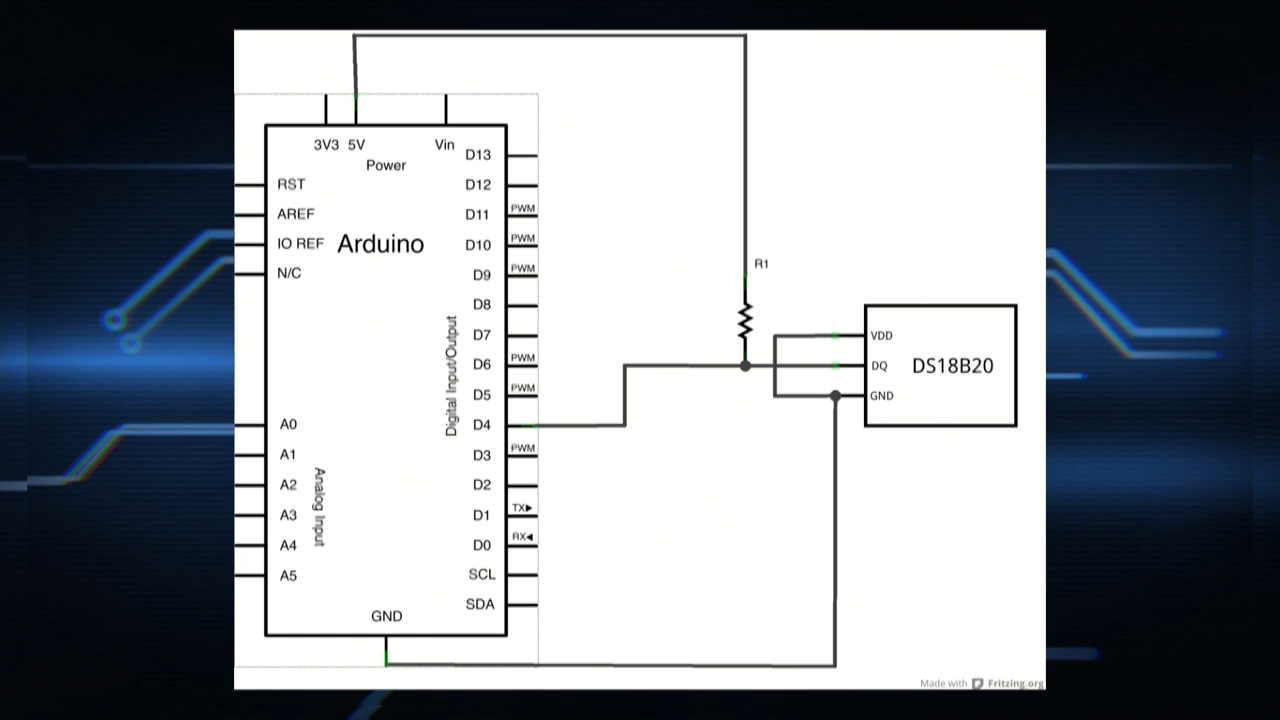 3V3 5V Vin
Power
D13
RST D12
AREF D11 PWM
IO REF Arduino D10 PWM
N/C D9 PWM
R1
D8
D7 VDD
Digital Input/Output
D6 PWM DQ DS18B20
D5 PWM GND
A0 D4
A1 D3 PWM
A2 D2
Analog Input
A3 D1 TX▶
A4 D0 RX◀
A5 SCL
SDA
GND
Made with Fritzing.org